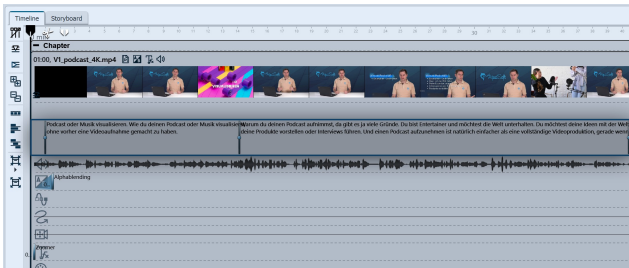 Timeline Storyboard
1 min
Chapter
01:00, V1_podcast_4K.mp4
Podcast oder Musik visualisieren. Wie du deinen Podcast oder Musik visualisie
ohne vorher eine Videoaufnahme gemacht zu haben.
Warum du deinen Podcast aufnimmst, da gibt es ja viele Gründe. Du bist Entertainer und möchtest die Welt unterhalten. Du möchtest deine Ideen mit der Welt
deine Produkte vorstellen oder Interviews führen. Und einen Podcast aufzunehmen ist natürlich einfacher als eine vollständige Videoproduktion, gerade wenn
Alphablending
Zoomer